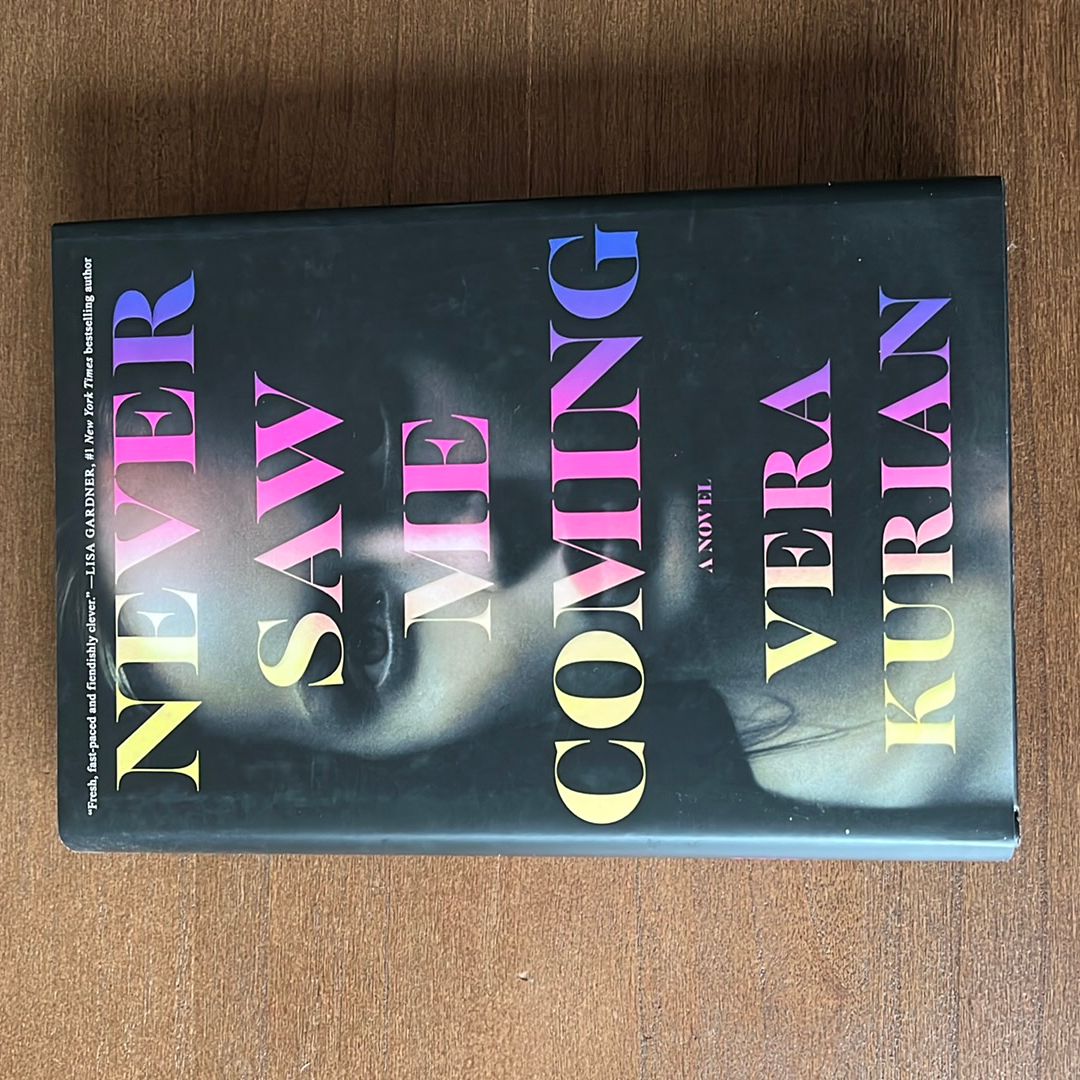 “Fresh, fast-paced and fiendishly clever.”—LISA GARDNER, #1 New York Times bestselling author
NEVER
SAW
ME
COMING
A NOVEL
VERA
KURIAN